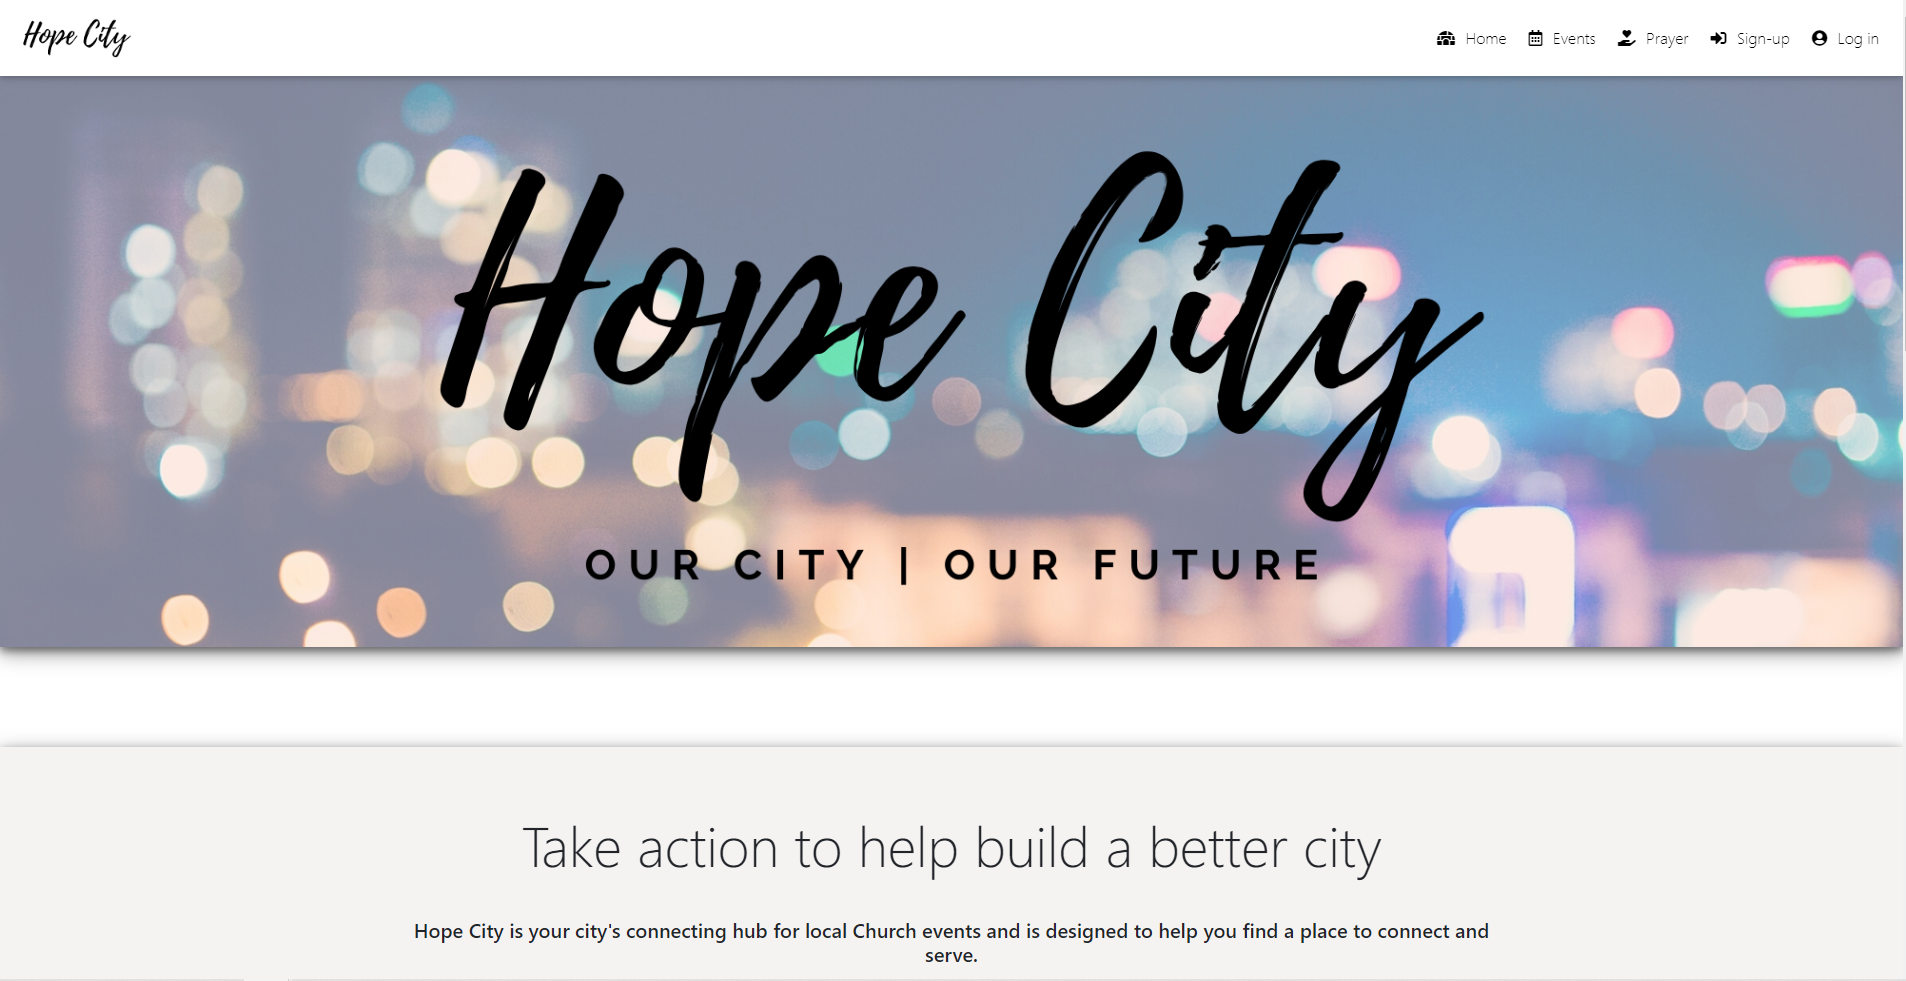 Hope City
Home Events Prayer Sign-up Log in
Hope City
OUR CITY | OUR FUTURE
Take action to help build a better city
Hope City is your city's connecting hub for local Church events and is designed to help you find a place to connect and
serve.